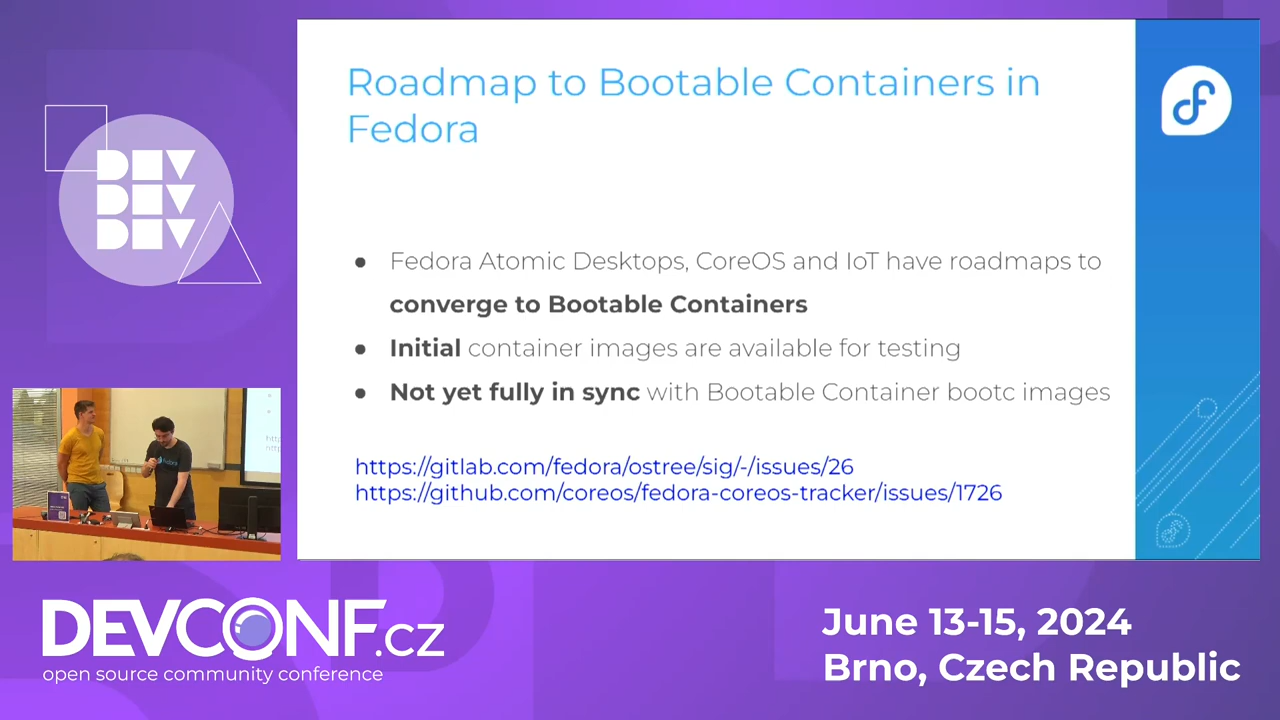 Roadmap to Bootable Containers in
Fedora
● Fedora Atomic Desktops, CoreOS and IoT have roadmaps to
converge to Bootable Containers
● Initial container images are available for testing
● Not yet fully in sync with Bootable Container bootc images
https://gitlab.com/fedora/ostree/sig/-/issues/26
https://github.com/coreos/fedora-coreos-tracker/issues/1726
DEV
DEV
DEV
fedora
DEVCONF.cz
open source community conference
June 13-15, 2024
Brno, Czech Republic